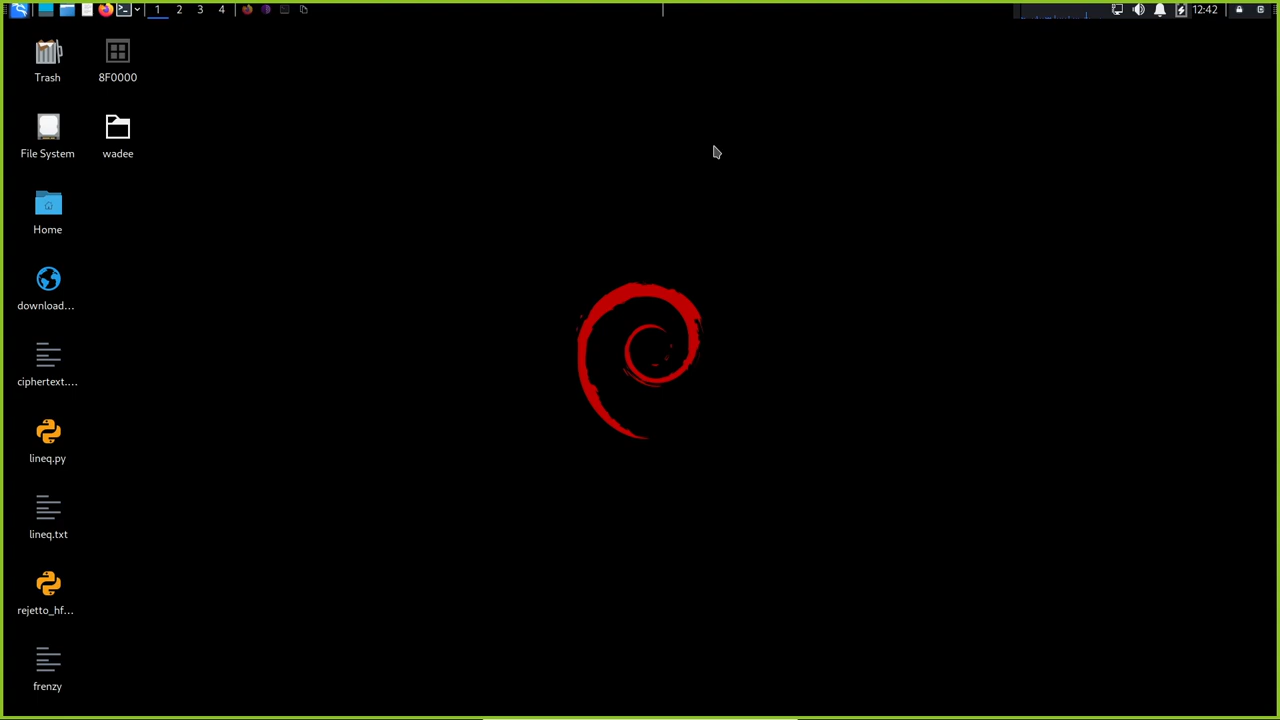 1 2 3 4 12:42
Trash 8F0000
File System wadee
Home
download...
ciphertext....
lineq.py
lineq.txt
rejetto_hf...
frenzy